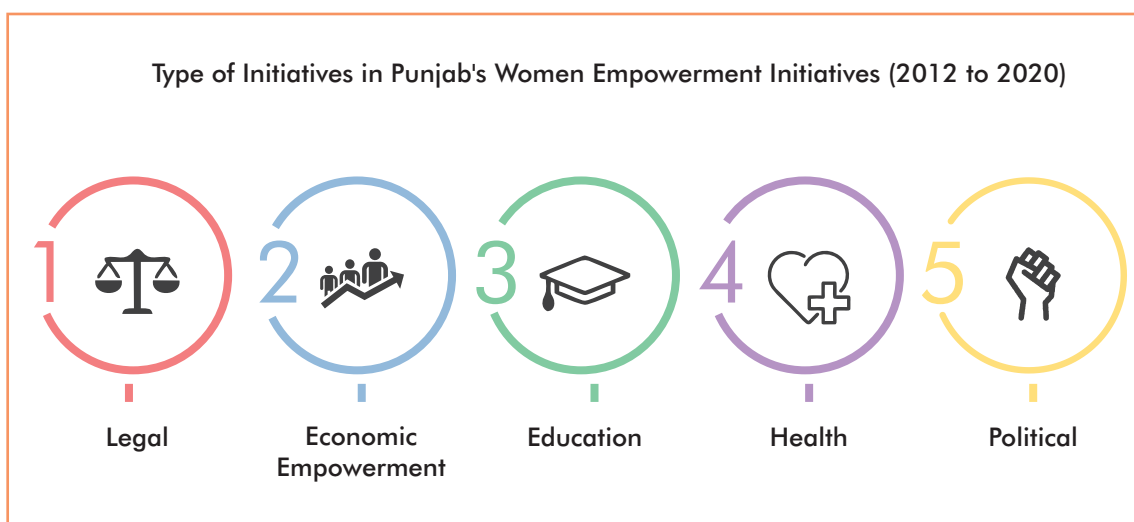 Type of Initiatives in Punjab's Women Empowerment Initiatives (2012 to 2020)
1
2
3
4
5
Legal
Economic
Empowerment
Education
Health
Political